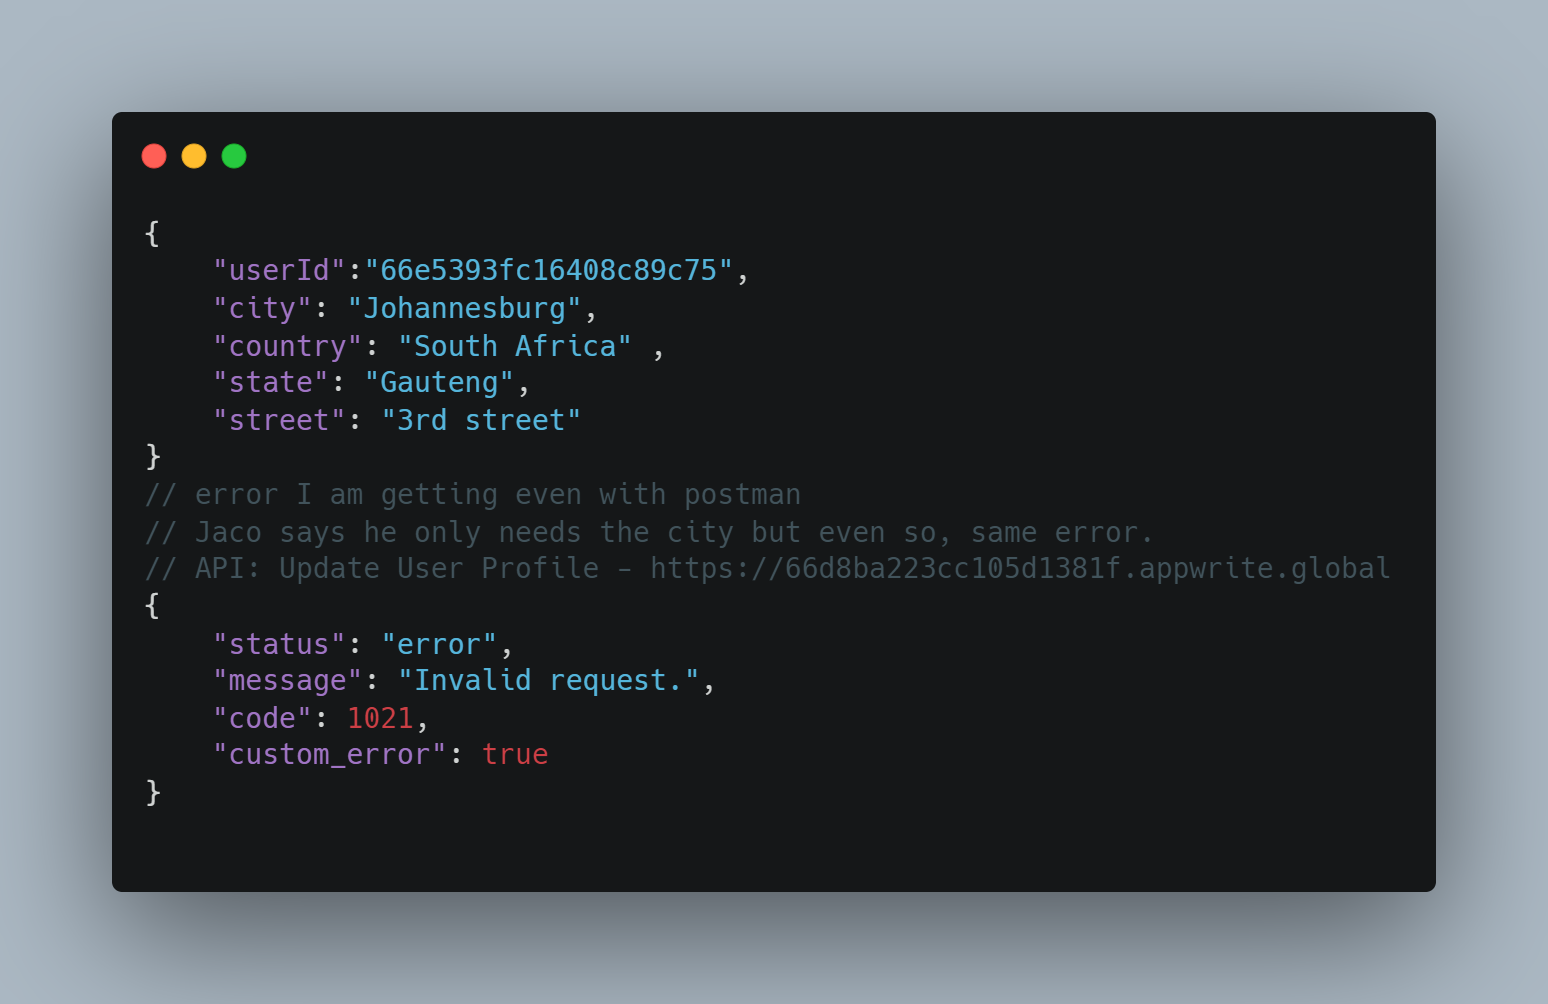 {
    "userId":"66e5393fc16408c89c75",
    "city": "Johannesburg",
    "country": "South Africa" ,
    "state": "Gauteng",
    "street": "3rd street"
}
// error I am getting even with postman
// Jaco says he only needs the city but even so, same error.
// API: Update User Profile - https://66d8ba223cc105d1381f.appwrite.global
{
    "status": "error",
    "message": "Invalid request.",
    "code": 1021,
    "custom_error": true
}